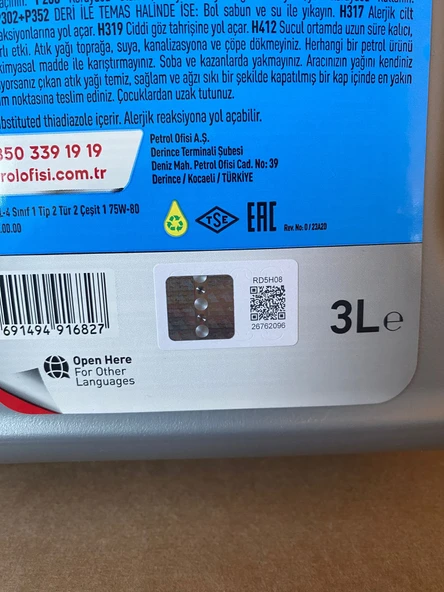 P302+P352 DERİ İLE TEMAS HALİNDE İSE: Bol sabun ve su ile yıkayın. H317 Alerjik cilt
reaksiyonlarına yol açar. H319 Ciddi göz tahrişine yol açar. H412 Sucul ortamda uzun süre kalıcı,
etki. Atık yağı toprağa, suya, kanalizasyona ve çöpe dökmeyiniz. Herhangi bir petrol ürünü
kimyasal madde ile karıştırmayınız. Soba ve kazanlarda yakmayınız. Aracınızın yağını kendiniz
atık yağı temiz, sağlam ve ağzı sıkı bir şekilde kapatılmış bir kap içinde en yakın
noktasına teslim ediniz. Çocuklardan uzak tutunuz.
substituted thiadiazole içerir. Alerjik reaksiyona yol açabilir.
850 339 19 19
rolofisi.com.tr
Petrol Ofisi A.Ş.
Derince Terminali Şubesi
Deniz Mah. Petrol Ofisi Cad. No: 39
Derince / Kocaeli / TÜRKİYE
L-4 Sınıf 1 Tip 2 Tür 2 Çeşit 1 75W-80
.00.00
TSE
EAC
Rev. No: 0 / 23A20
691494 916827
RD5H08
26762096
3L e
Open Here
For Other
Languages